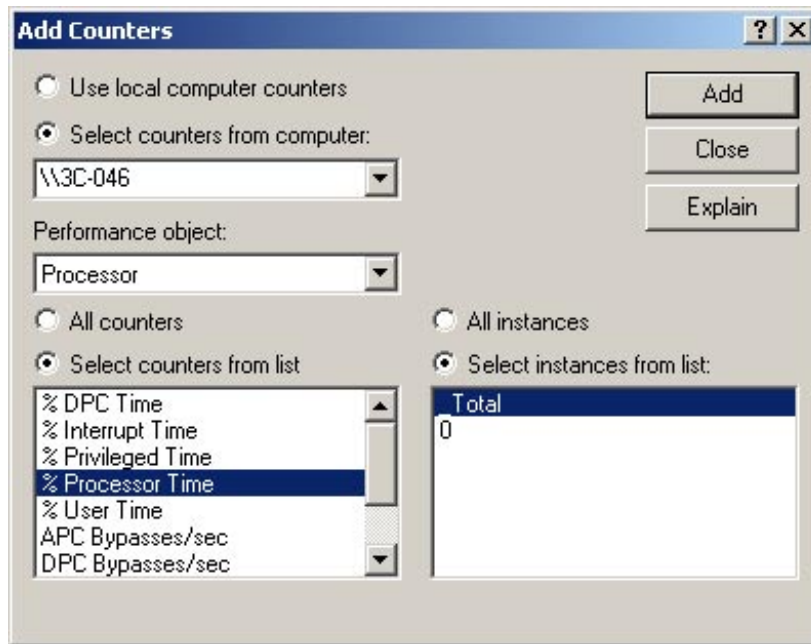 Add Counters
Use local computer counters
Add
Select counters from computer:
Close
\\3C-046
Explain
Performance object:
Processor
All counters
All instances
Select counters from list
Select instances from list:
% DPC Time
% Interrupt Time
% Privileged Time
% Processor Time
% User Time
APC Bypasses/sec
DPC Bypasses/sec
_Total
0